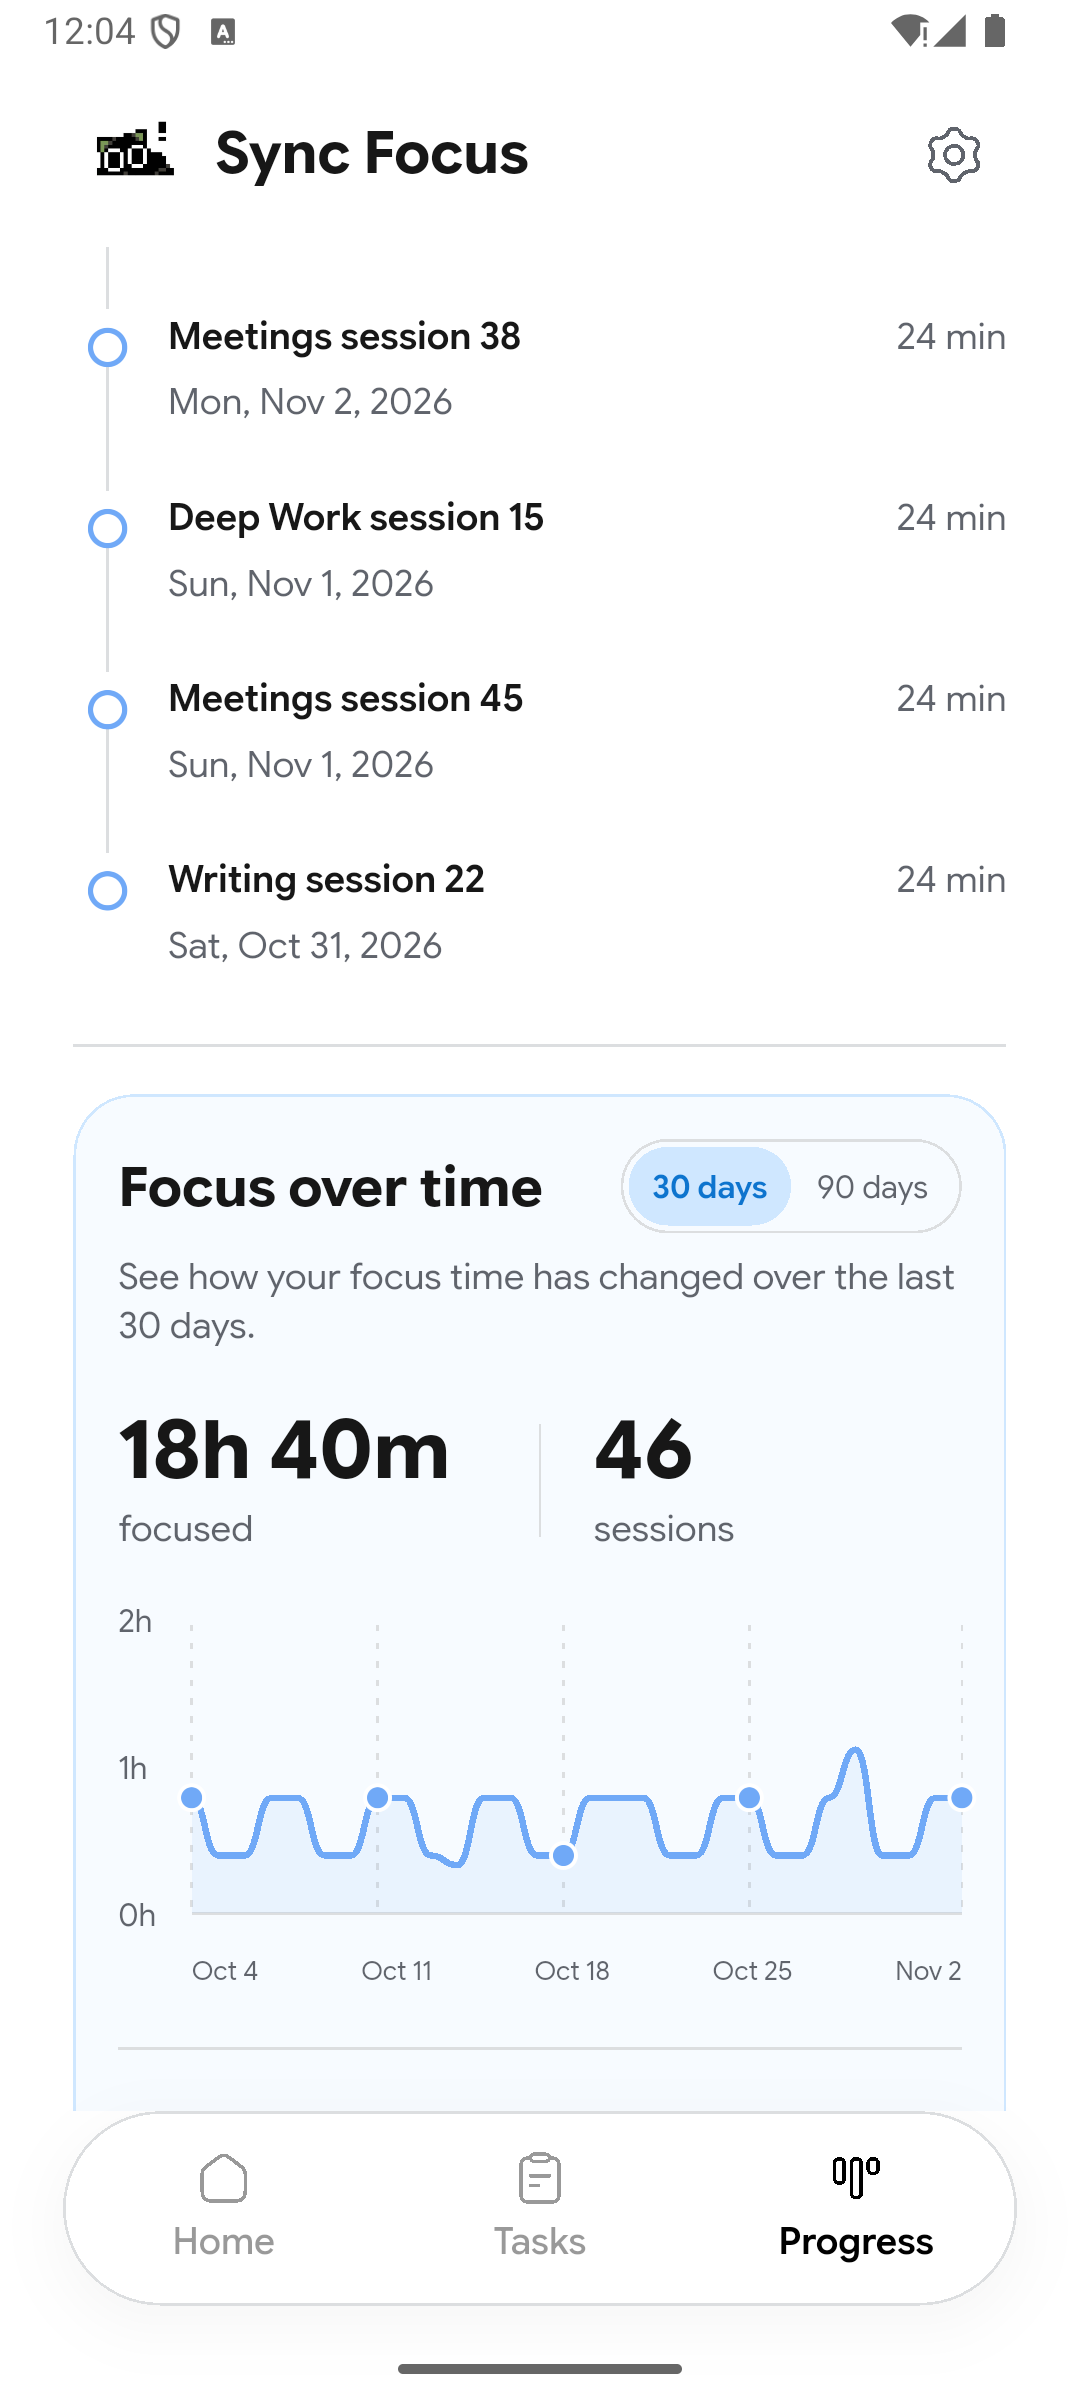 12:04
Sync Focus
Meetings session 38
24 min
Mon, Nov 2, 2026
Deep Work session 15
24 min
Sun, Nov 1, 2026
Meetings session 45
24 min
Sun, Nov 1, 2026
Writing session 22
24 min
Sat, Oct 31, 2026
Focus over time
30 days
90 days
See how your focus time has changed over the last
30 days.
18h 40m
focused
46
sessions
2h
1h
0h
Oct 4
Oct 11
Oct 18
Oct 25
Nov 2
Home
Tasks
Progress